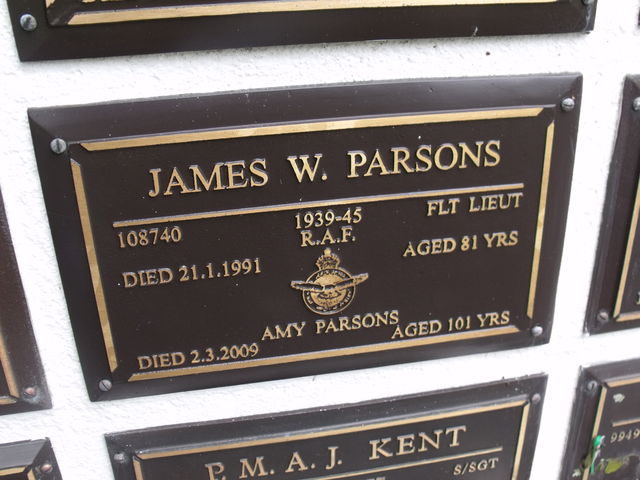 JAMES W. PARSONS
108740 1939-45 FLT LIEUT
R.A.F.
DIED 21.1.1991 AGED 81 YRS
AMY PARSONS
DIED 2.3.2009 AGED 101 YRS
P. M. A. J. KENT
S/SGT
9949